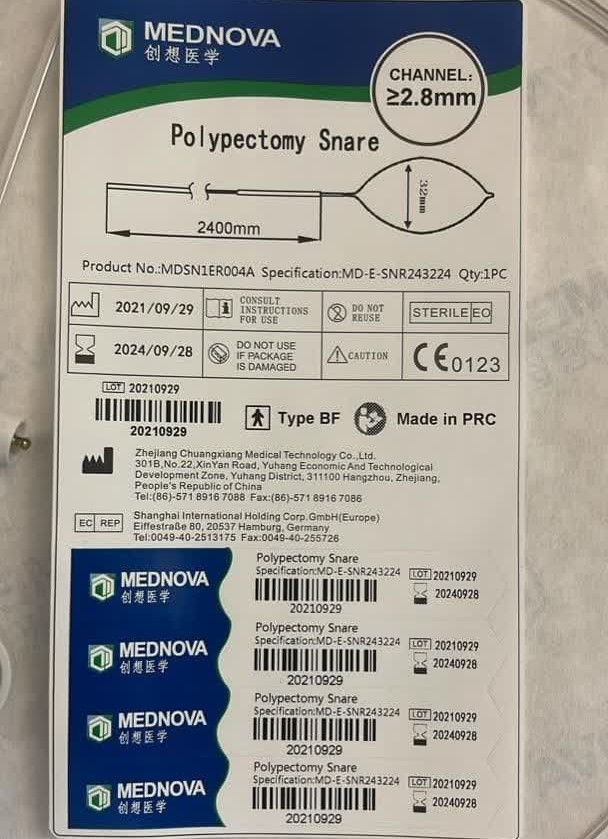 MEDNOVA
创想医学
CHANNEL:
≥2.8mm
Polypectomy Snare
32mm
2400mm
Product No.:MDSN1ER004A Specification:MD-E-SNR243224 Qty:1PC
2021/09/29
CONSULT
INSTRUCTIONS
FOR USE
DO NOT
REUSE
STERILE EO
2024/09/28
DO NOT USE
IF PACKAGE
IS DAMAGED
CAUTION
CE0123
LOT 20210929
20210929
Type BF
Made in PRC
Zhejiang Chuangxiang Medical Technology Co.,Ltd.
301B,No.22,XinYan Road, Yuhang Economic And Technological
Development Zone, Yuhang District, 311100 Hangzhou, Zhejiang,
People's Republic of China
Tel:(86)-571 8916 7088 Fax:(86)-571 8916 7086
EC REP
Shanghai International Holding Corp.GmbH(Europe)
Eiffestraße 80, 20537 Hamburg, Germany
Tel:0049-40-2513175 Fax:0049-40-255726
MEDNOVA
创想医学
Polypectomy Snare
Specification:MD-E-SNR243224
20210929
LOT 20210929
20240928
MEDNOVA
创想医学
Polypectomy Snare
Specification:MD-E-SNR243224
20210929
LOT 20210929
20240928
MEDNOVA
创想医学
Polypectomy Snare
Specification:MD-E-SNR243224
20210929
LOT 20210929
20240928
MEDNOVA
创想医学
Polypectomy Snare
Specification:MD-E-SNR243224
20210929
LOT 20210929
20240928